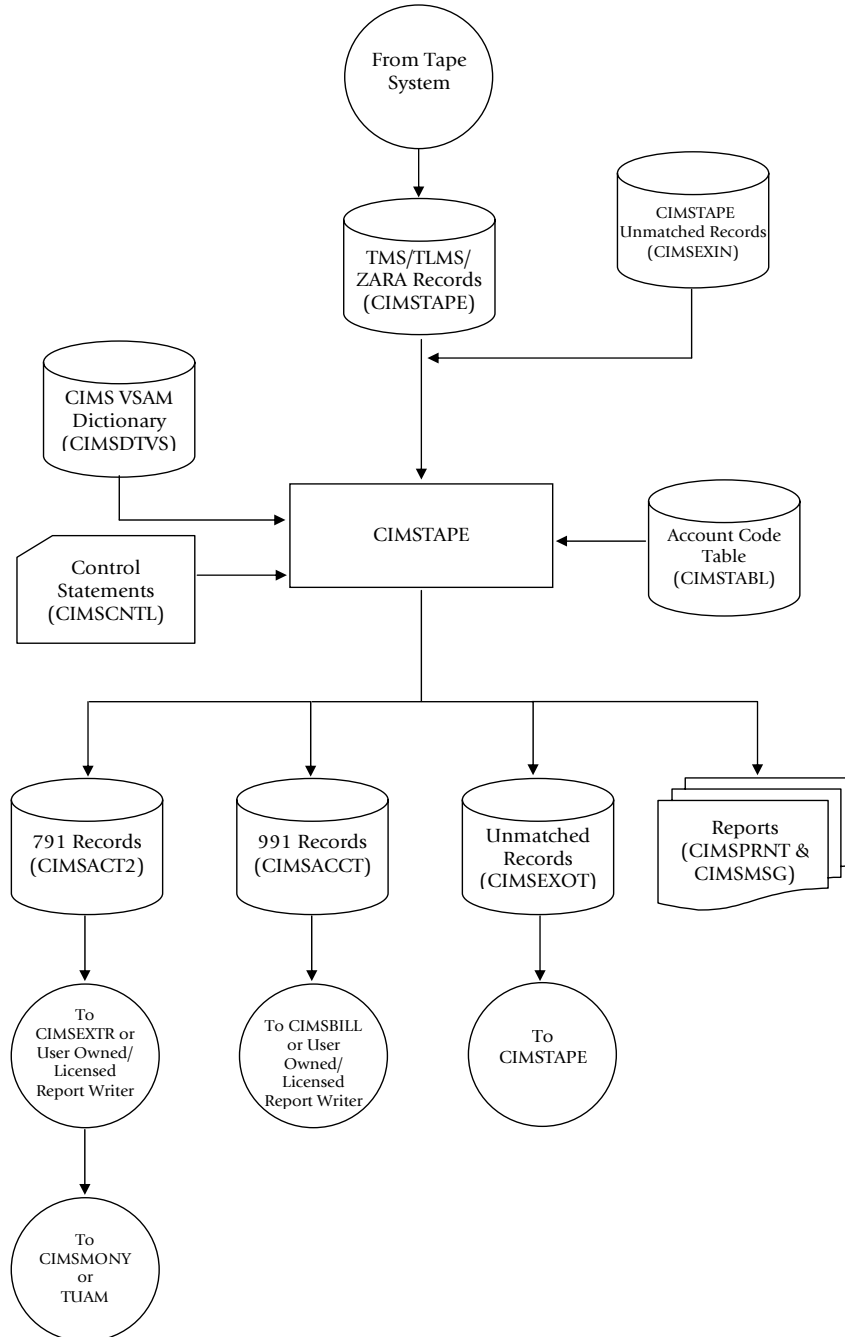 From Tape
System
CIMSTAPE
Unmatched Records
(CIMSEXIN)
TMS/TLMS/
ZARA Records
(CIMSTAPE)
CIMS VSAM
Dictionary
(CIMSDTVS)
CIMSTAPE
Account Code
Table
(CIMSTABL)
Control
Statements
(CIMSCNTL)
791 Records
(CIMSACT2)
991 Records
(CIMSACCT)
Unmatched
Records
(CIMSEXOT)
Reports
(CIMSPRNT &
CIMSMSG)
To
CIMSEXTR or
User Owned/
Licensed
Report Writer
To CIMSBILL
or User
Owned/
Licensed
Report Writer
To
CIMSTAPE
To
CIMSMONY
or
TUAM